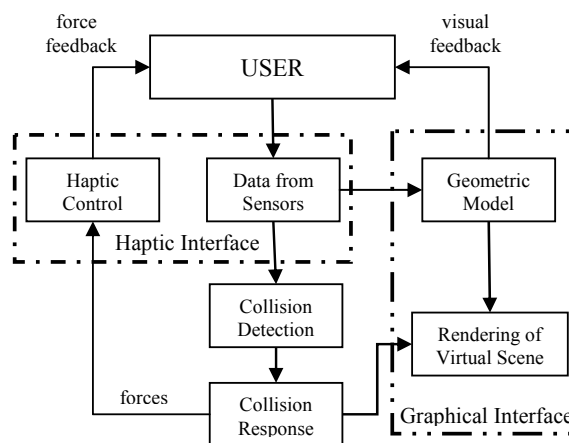 force
feedback
visual
feedback
USER
Haptic
Control
Data from
Sensors
Geometric
Model
Haptic Interface
Collision
Detection
Rendering of
Virtual Scene
forces
Collision
Response
Graphical Interface